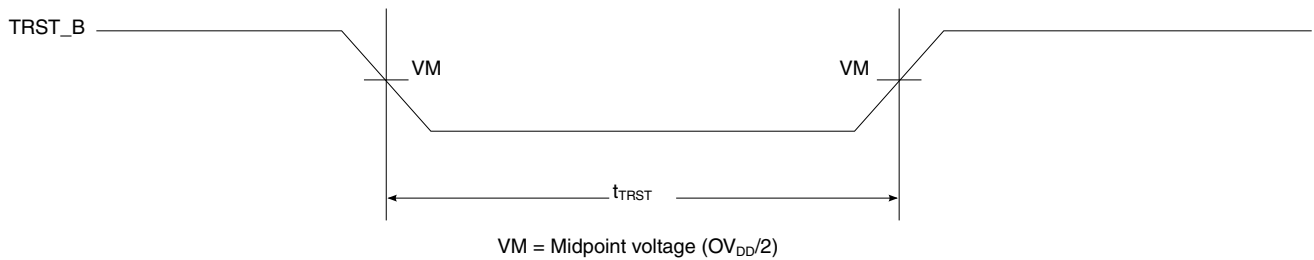 TRST_B
VM
VM
tTRST
VM = Midpoint voltage (OVDD/2)